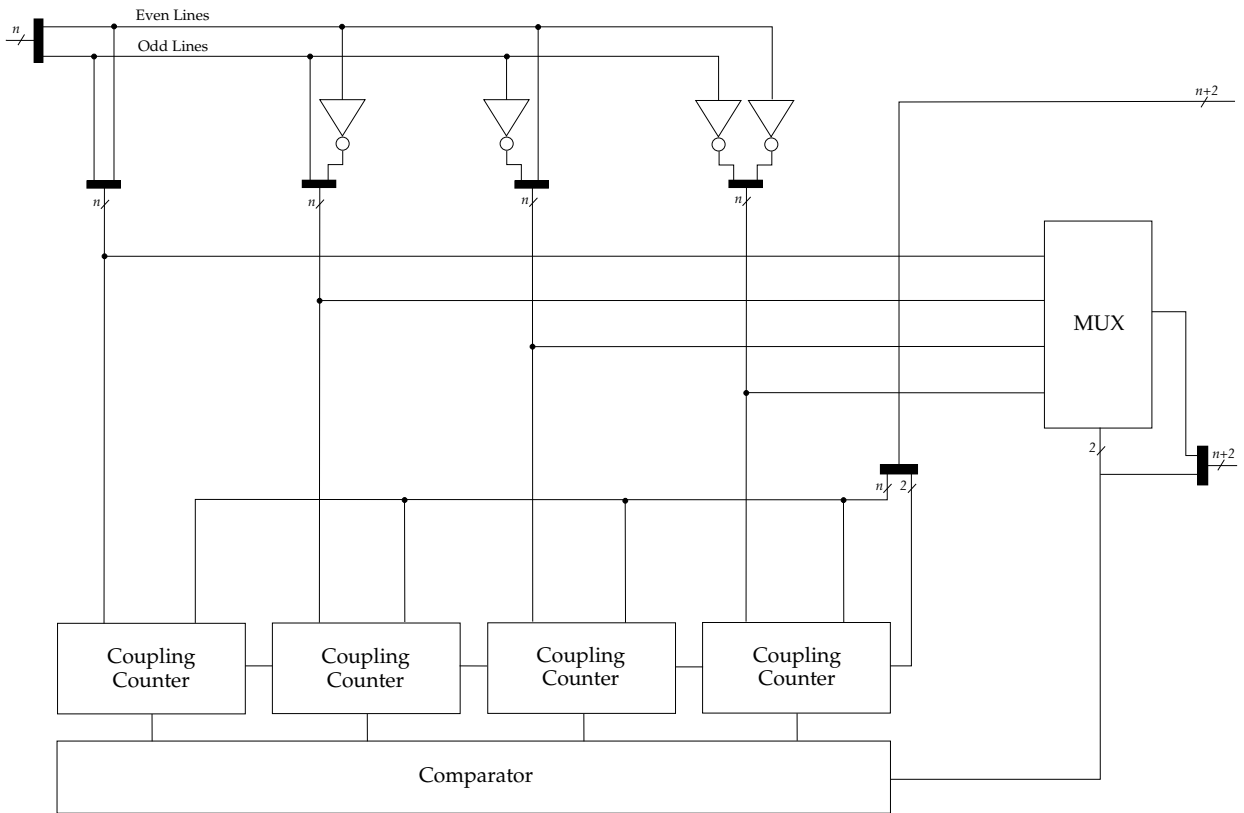 Even Lines
n
Odd Lines
n+2
n
n
n
n
MUX
2
n+2
n
2
Coupling
Counter
Coupling
Counter
Coupling
Counter
Coupling
Counter
Comparator